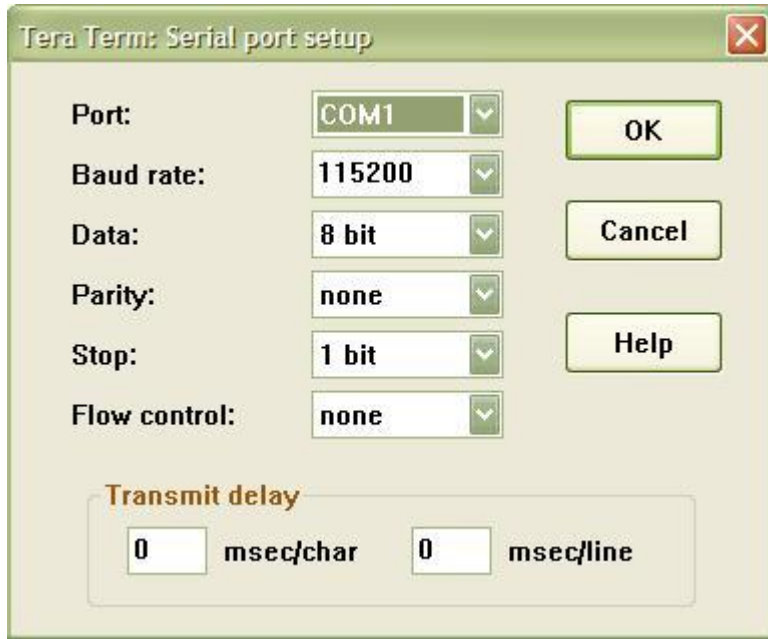 Tera Term: Serial port setup
Port: COM1 OK
Baud rate: 115200
Data: 8 bit Cancel
Parity: none
Stop: 1 bit Help
Flow control: none
Transmit delay
0 msec/char 0 msec/line